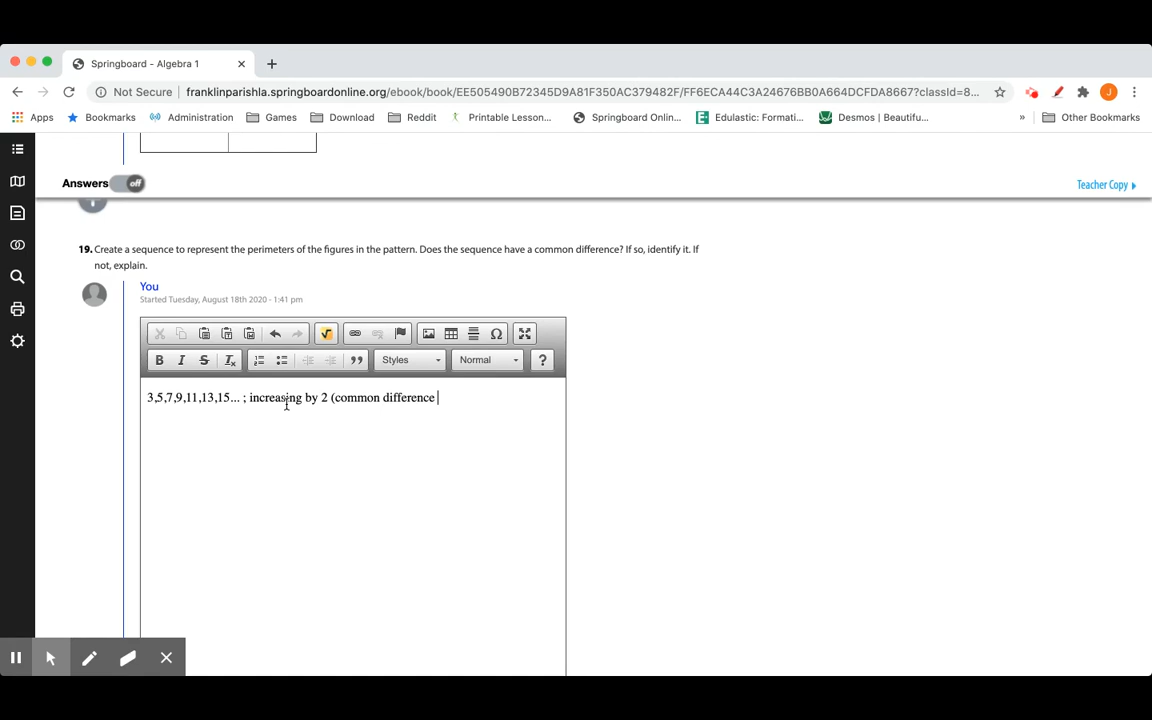 Springboard - Algebra 1
Not Secure franklinparishla.springboardonline.org/ebook/book/EE505490B72345D9A81F350AC379482F/FF6ECA44C3A24676BB0A664DCFDA8667?classId=8...
Apps Bookmarks Administration Games Download Reddit Printable Lesson... Springboard Onlin... Edulastic: Formati... Desmos | Beautifu... » Other Bookmarks
Answers off Teacher Copy
19. Create a sequence to represent the perimeters of the figures in the pattern. Does the sequence have a common difference? If so, identify it. If
not, explain.
You
Started Tuesday, August 18th 2020 - 1:41 pm
Styles Normal ?
3,5,7,9,11,13,15... ; increasing by 2 (common difference